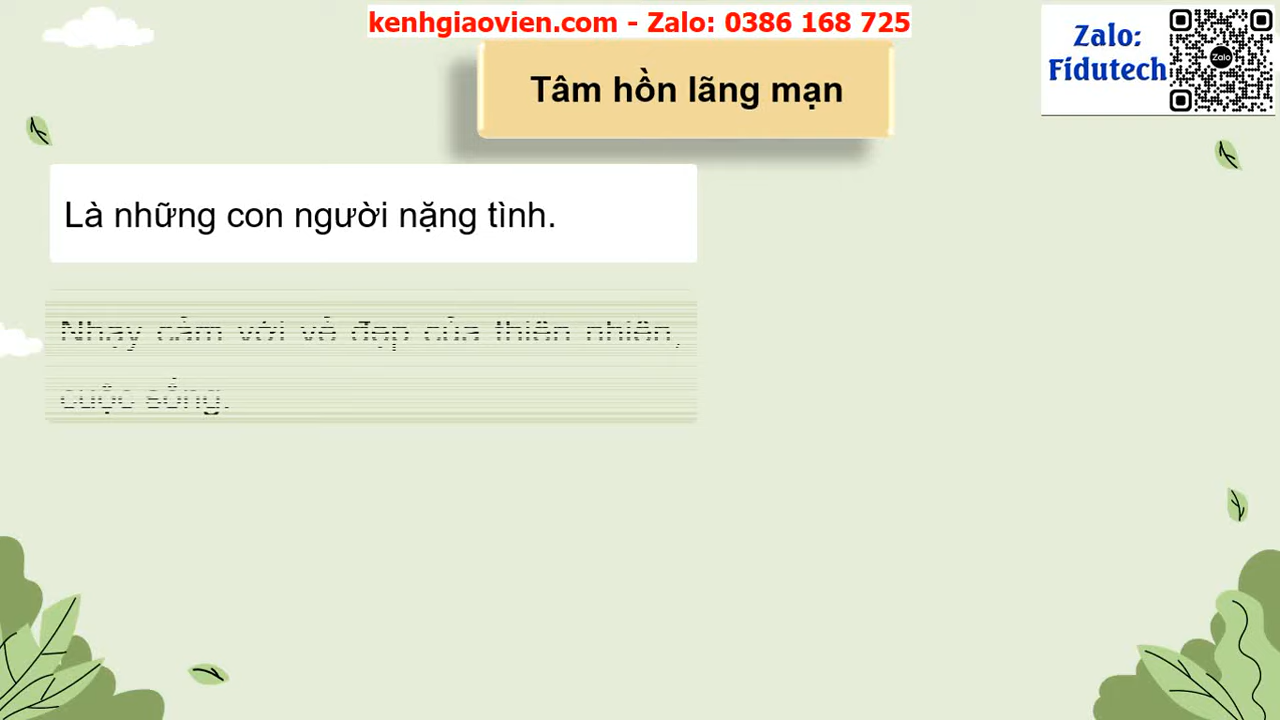 kenhgiaovien.com - Zalo: 0386 168 725
Zalo:
Fidutech
Zalo
Tâm hồn lãng mạn
Là những con người nặng tình.
Nhạy cảm với vẻ đẹp của thiên nhiên,
cuộc sống.